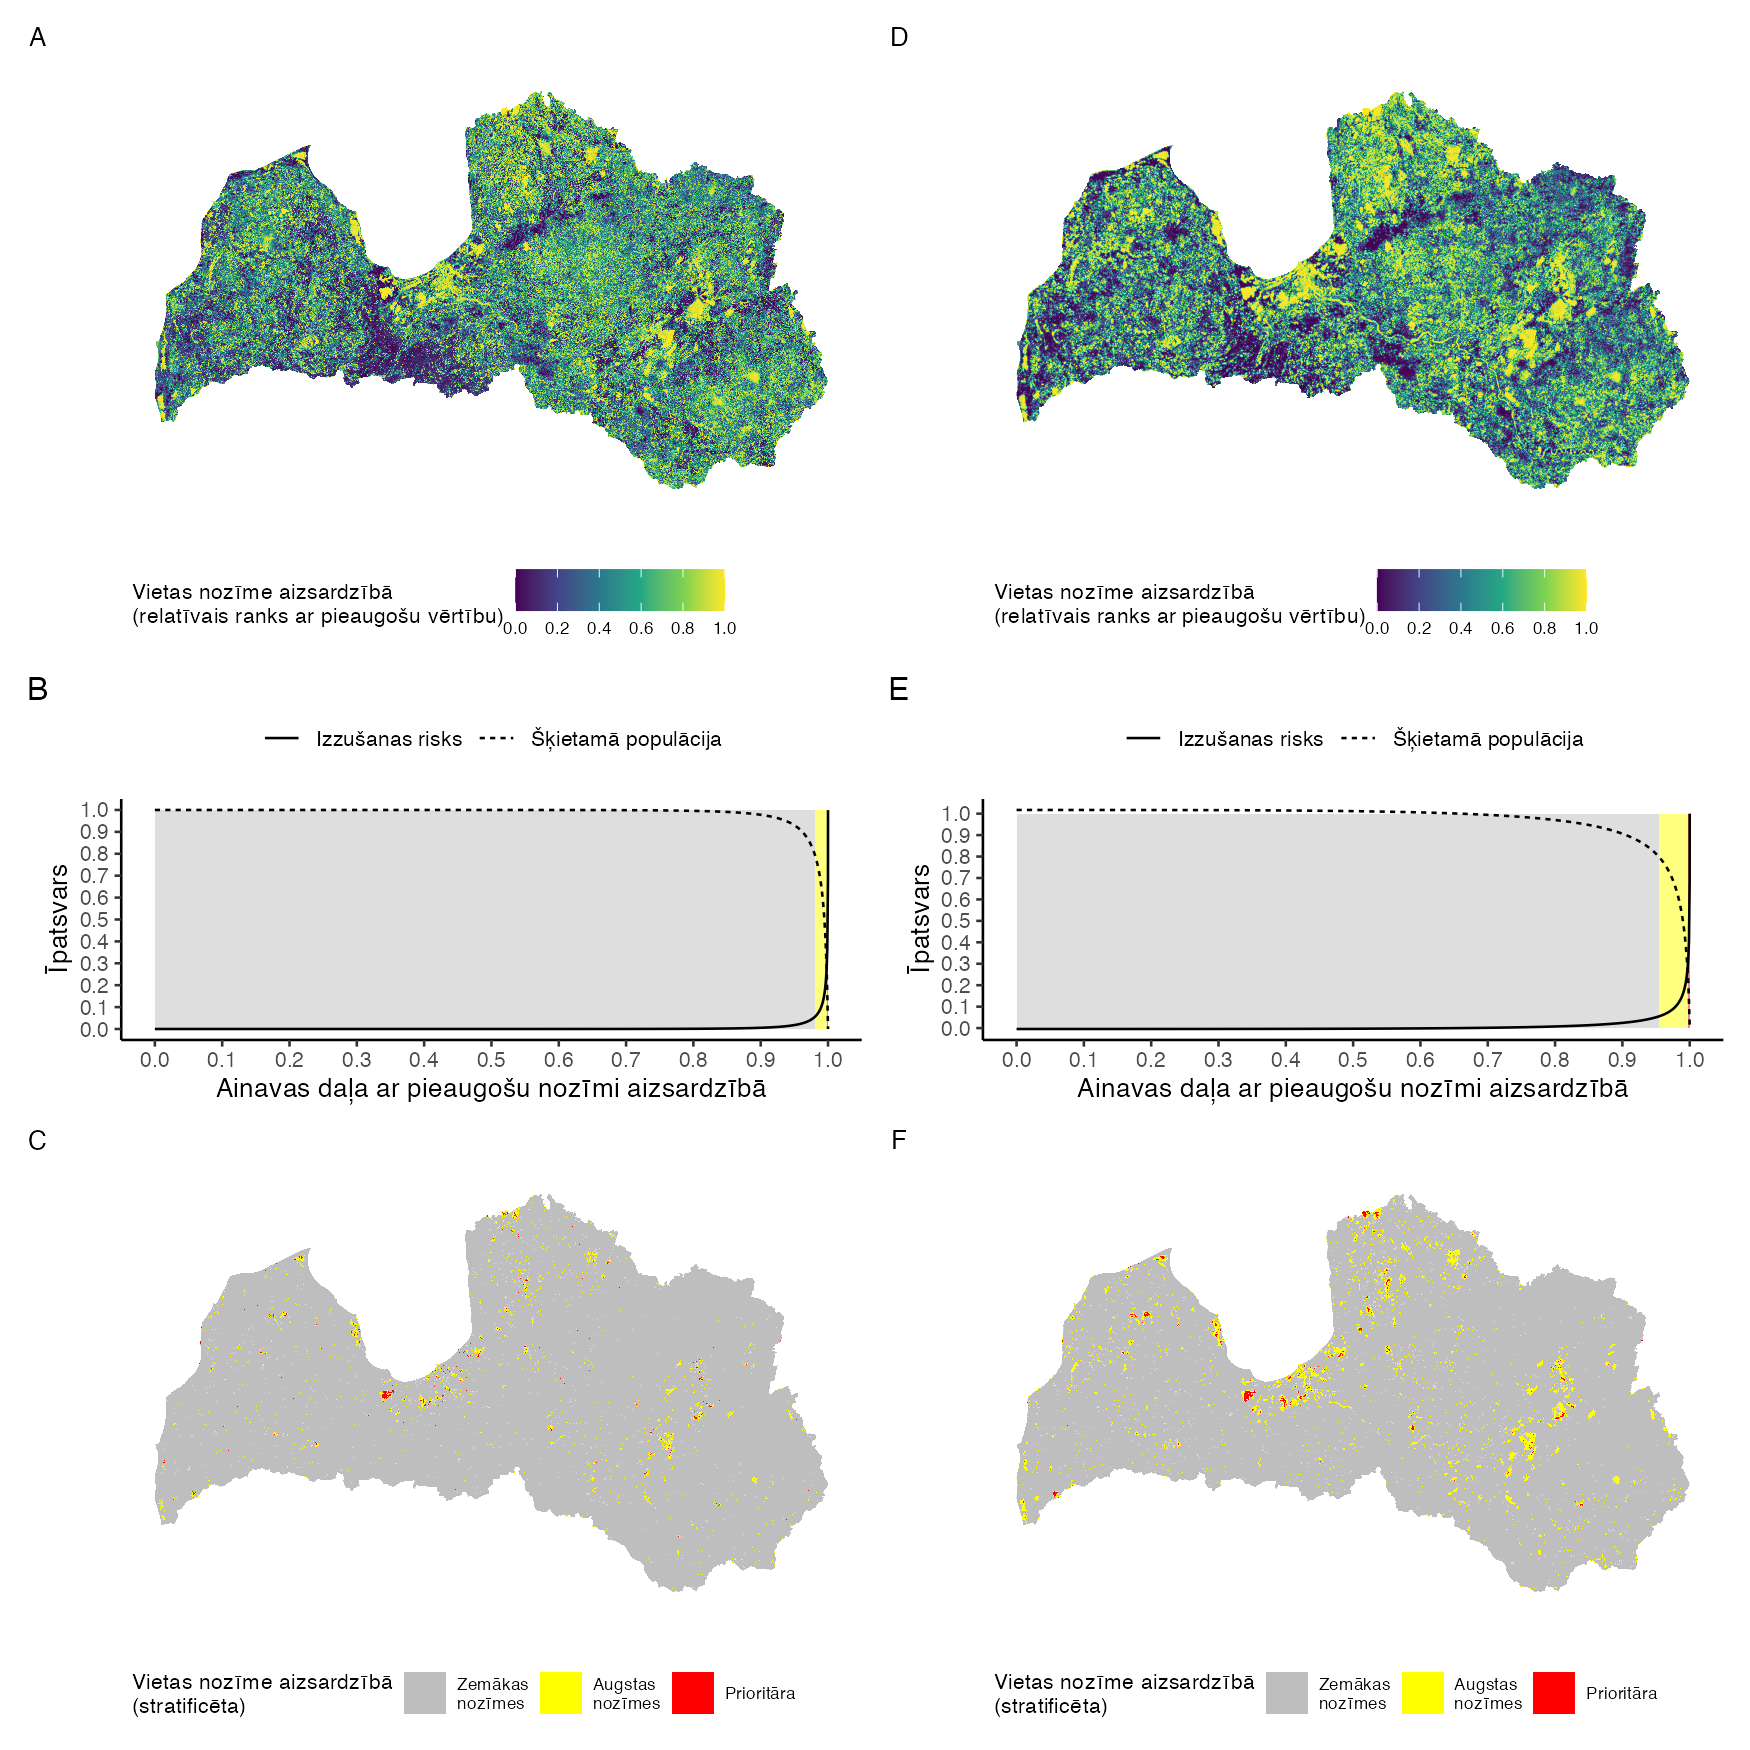 A
Vietas nozīme aizsardzībā
(relatīvais ranks ar pieaugošu vērtību)
0.0 0.2 0.4 0.6 0.8 1.0
B
Izzušanas risks
Šķietamā populācija
Īpatsvars
1.0
0.9
0.8
0.7
0.6
0.5
0.4
0.3
0.2
0.1
0.0
0.0 0.1 0.2 0.3 0.4 0.5 0.6 0.7 0.8 0.9 1.0
Ainavas daļa ar pieaugošu nozīmi aizsardzībā
C
Vietas nozīme aizsardzībā
(stratificēta)
Zemākas
nozīmes
Augstas
nozīmes
Prioritāra
D
Vietas nozīme aizsardzībā
(relatīvais ranks ar pieaugošu vērtību)
0.0 0.2 0.4 0.6 0.8 1.0
E
Izzušanas risks
Šķietamā populācija
Īpatsvars
1.0
0.9
0.8
0.7
0.6
0.5
0.4
0.3
0.2
0.1
0.0
0.0 0.1 0.2 0.3 0.4 0.5 0.6 0.7 0.8 0.9 1.0
Ainavas daļa ar pieaugošu nozīmi aizsardzībā
F
Vietas nozīme aizsardzībā
(stratificēta)
Zemākas
nozīmes
Augstas
nozīmes
Prioritāra